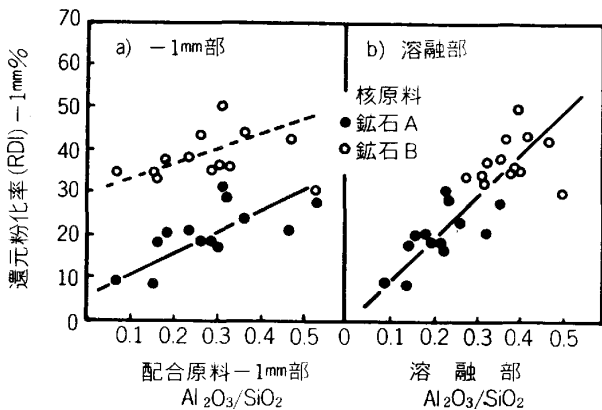 還元粉化率(RDI)−1mm%
70
60
50
40
30
20
10
0
a) −1mm部
b) 溶融部
核原料
● 鉱石A
○ 鉱石B
0.1 0.2 0.3 0.4 0.5
0 0.1 0.2 0.3 0.4 0.5
配合原料−1mm部
Al₂O₃/SiO₂
溶融部
Al₂O₃/SiO₂